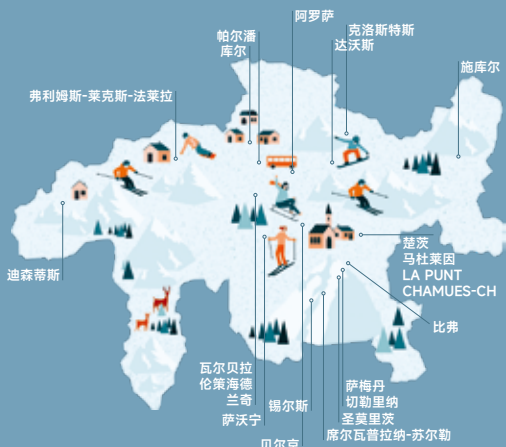 阿罗萨
克洛斯特斯
帕尔潘
达沃斯
库尔
施库尔
弗利姆斯-莱克斯-法莱拉
楚茨
马杜莱因
LA PUNT
CHAMUES-CH
迪森蒂斯
比弗
瓦尔贝拉
伦策海德
兰奇
萨梅丹
切勒里纳
锡尔斯
萨沃宁
圣莫里茨
席尔瓦普拉纳-苏尔勒